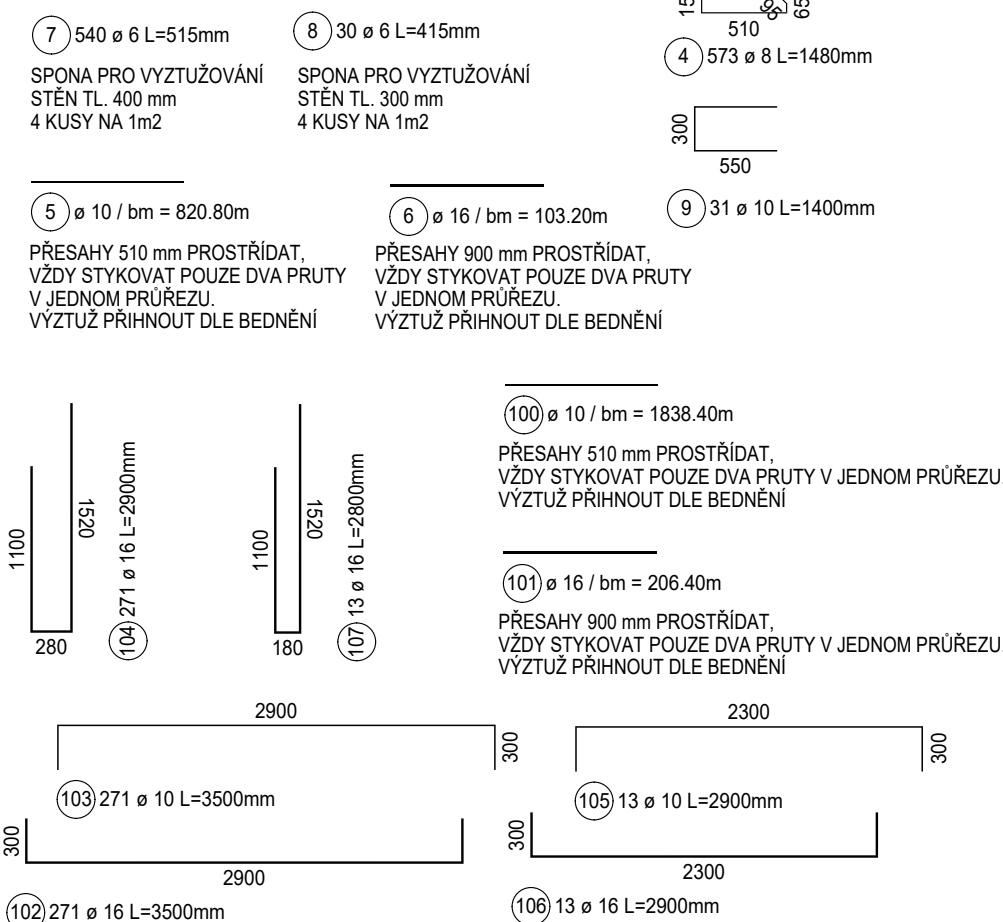 15
95
65
510
7 540 ø 6 L=515mm
8 30 ø 6 L=415mm
4 573 ø 8 L=1480mm
SPONA PRO VYZTUŽOVÁNÍ
STĚN TL. 400 mm
4 KUSY NA 1m2
SPONA PRO VYZTUŽOVÁNÍ
STĚN TL. 300 mm
4 KUSY NA 1m2
300
550
9 31 ø 10 L=1400mm
5 ø 10 / bm = 820.80m
PŘESAHY 510 mm PROSTŘÍDAT,
VŽDY STYKOVAT POUZE DVA PRUTY
V JEDNOM PRŮŘEZU.
VÝZTUŽ PŘIHNOUT DLE BEDNĚNÍ
6 ø 16 / bm = 103.20m
PŘESAHY 900 mm PROSTŘÍDAT,
VŽDY STYKOVAT POUZE DVA PRUTY
V JEDNOM PRŮŘEZU.
VÝZTUŽ PŘIHNOUT DLE BEDNĚNÍ
1100
1520
280
104 271 ø 16 L=2900mm
1100
1520
180
107 13 ø 16 L=2800mm
100 ø 10 / bm = 1838.40m
PŘESAHY 510 mm PROSTŘÍDAT,
VŽDY STYKOVAT POUZE DVA PRUTY V JEDNOM PRŮŘEZU
VÝZTUŽ PŘIHNOUT DLE BEDNĚNÍ
101 ø 16 / bm = 206.40m
PŘESAHY 900 mm PROSTŘÍDAT,
VŽDY STYKOVAT POUZE DVA PRUTY V JEDNOM PRŮŘEZU
VÝZTUŽ PŘIHNOUT DLE BEDNĚNÍ
2900
300
103 271 ø 10 L=3500mm
2300
300
105 13 ø 10 L=2900mm
300
2900
102 271 ø 16 L=3500mm
300
2300
106 13 ø 16 L=2900mm